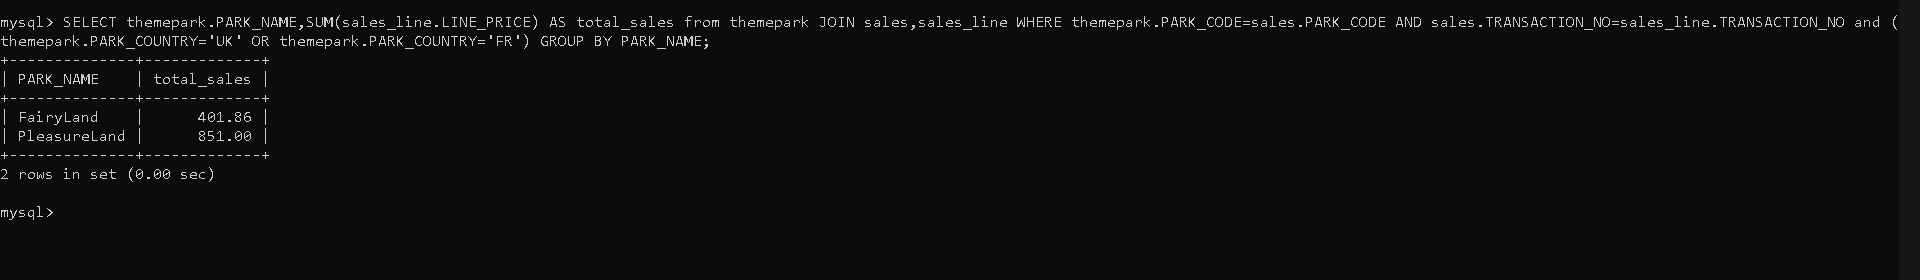 mysql> SELECT themepark.PARK_NAME,SUM(sales_line.LINE_PRICE) AS total_sales from themepark JOIN sales,sales_line WHERE themepark.PARK_CODE=sales.PARK_CODE AND sales.TRANSACTION_NO=sales_line.TRANSACTION_NO and (
themepark.PARK_COUNTRY='UK' OR themepark.PARK_COUNTRY='FR') GROUP BY PARK_NAME;
+--------------+-------------+
| PARK_NAME    | total_sales |
+--------------+-------------+
| FairyLand    |      401.86 |
| PleasureLand |      851.00 |
+--------------+-------------+
2 rows in set (0.00 sec)
mysql>